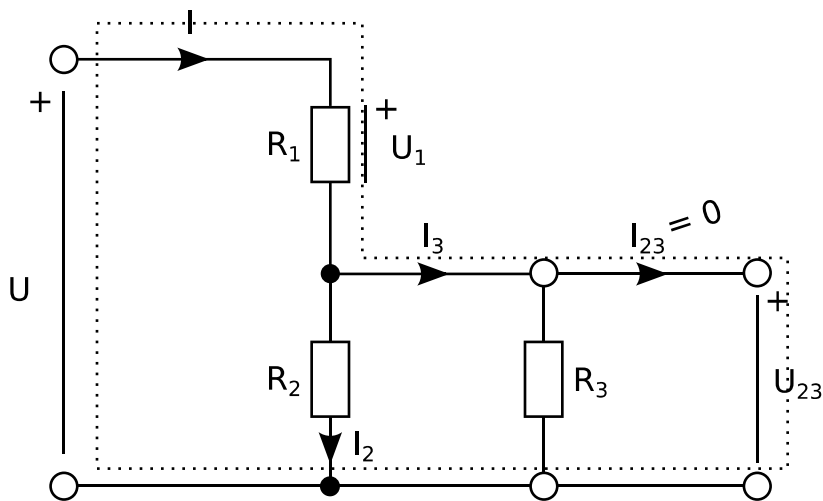 I
+
+
R1
U1
I3
I23 = 0
U
+
R2
R3
U23
I2